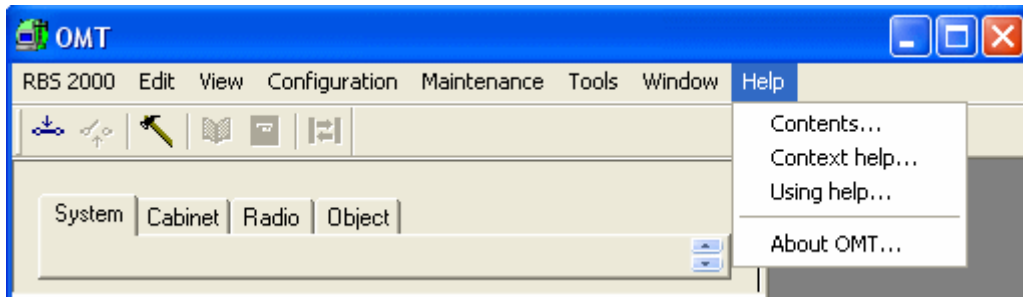 OMT
RBS 2000 Edit View Configuration Maintenance Tools Window Help
Contents...
Context help...
Using help...
About OMT...
System Cabinet Radio Object